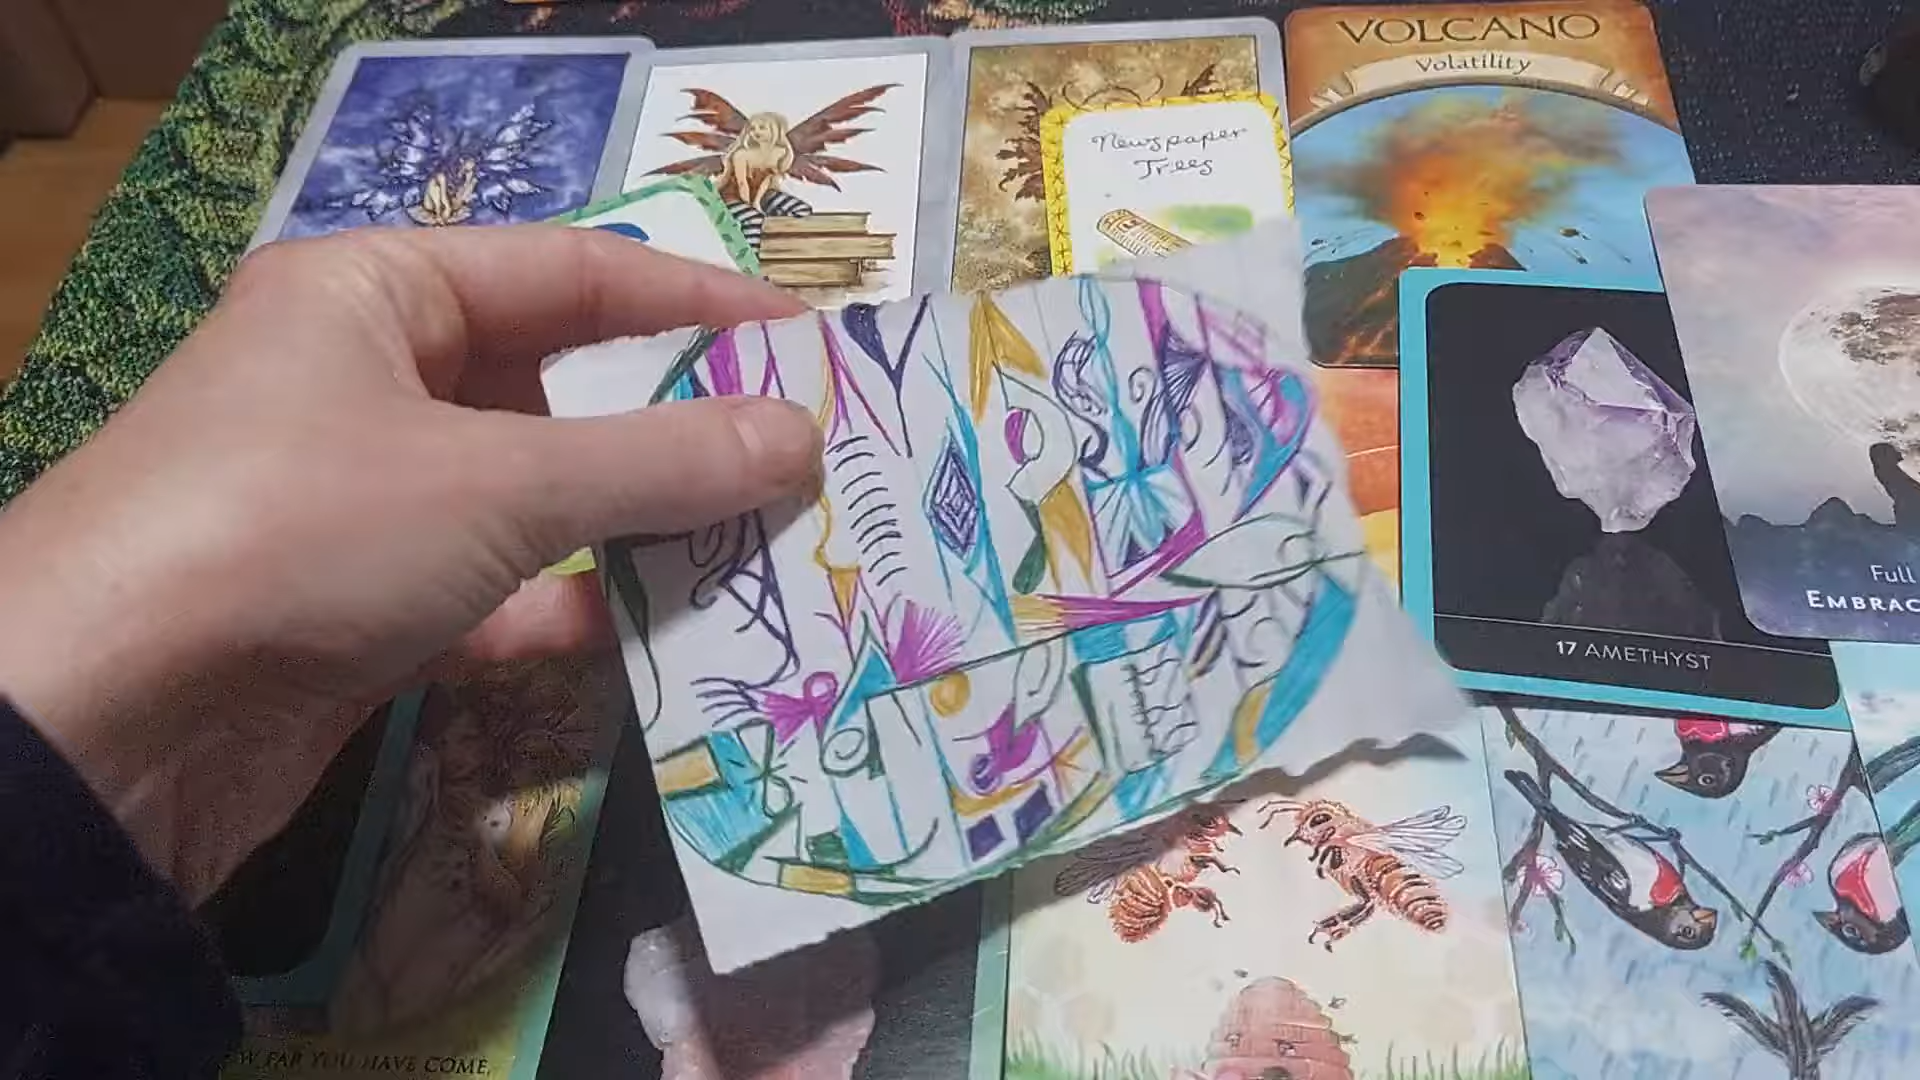 VOLCANO
Volatility
Newspaper
Trees
Full
EMBRAC
17 AMETHYST
W FAR YOU HAVE COME,